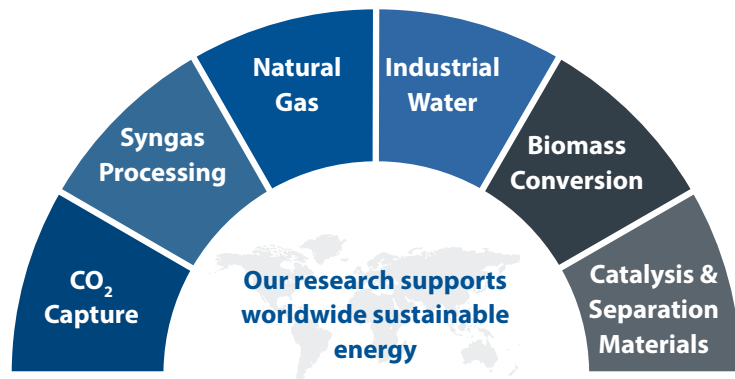 CO₂
Capture
Syngas
Processing
Natural
Gas
Industrial
Water
Biomass
Conversion
Catalysis &
Separation
Materials
Our research supports
worldwide sustainable
energy